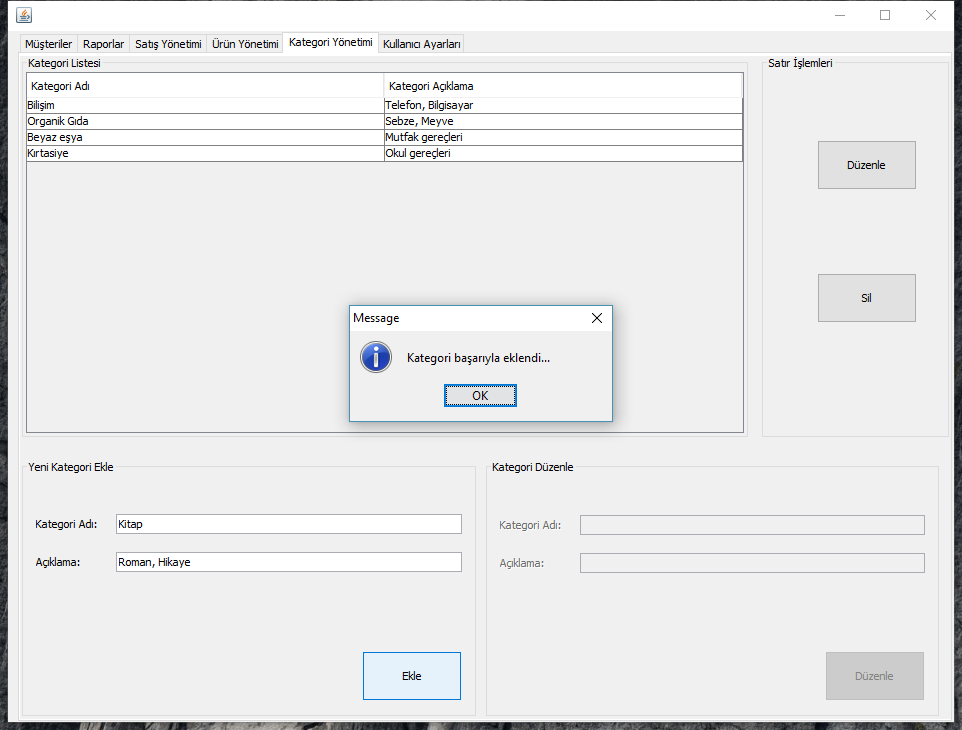 Müşteriler Raporlar Satış Yönetimi Ürün Yönetimi Kategori Yönetimi Kullanıcı Ayarları
Kategori Listesi
Kategori Adı Kategori Açıklama
Bilişim Telefon, Bilgisayar
Organik Gıda Sebze, Meyve
Beyaz eşya Mutfak gereçleri
Kırtasiye Okul gereçleri
Satır İşlemleri
Düzenle
Sil
Message
Kategori başarıyla eklendi...
OK
Yeni Kategori Ekle
Kategori Adı: Kitap
Açıklama: Roman, Hikaye
Ekle
Kategori Düzenle
Kategori Adı:
Açıklama:
Düzenle